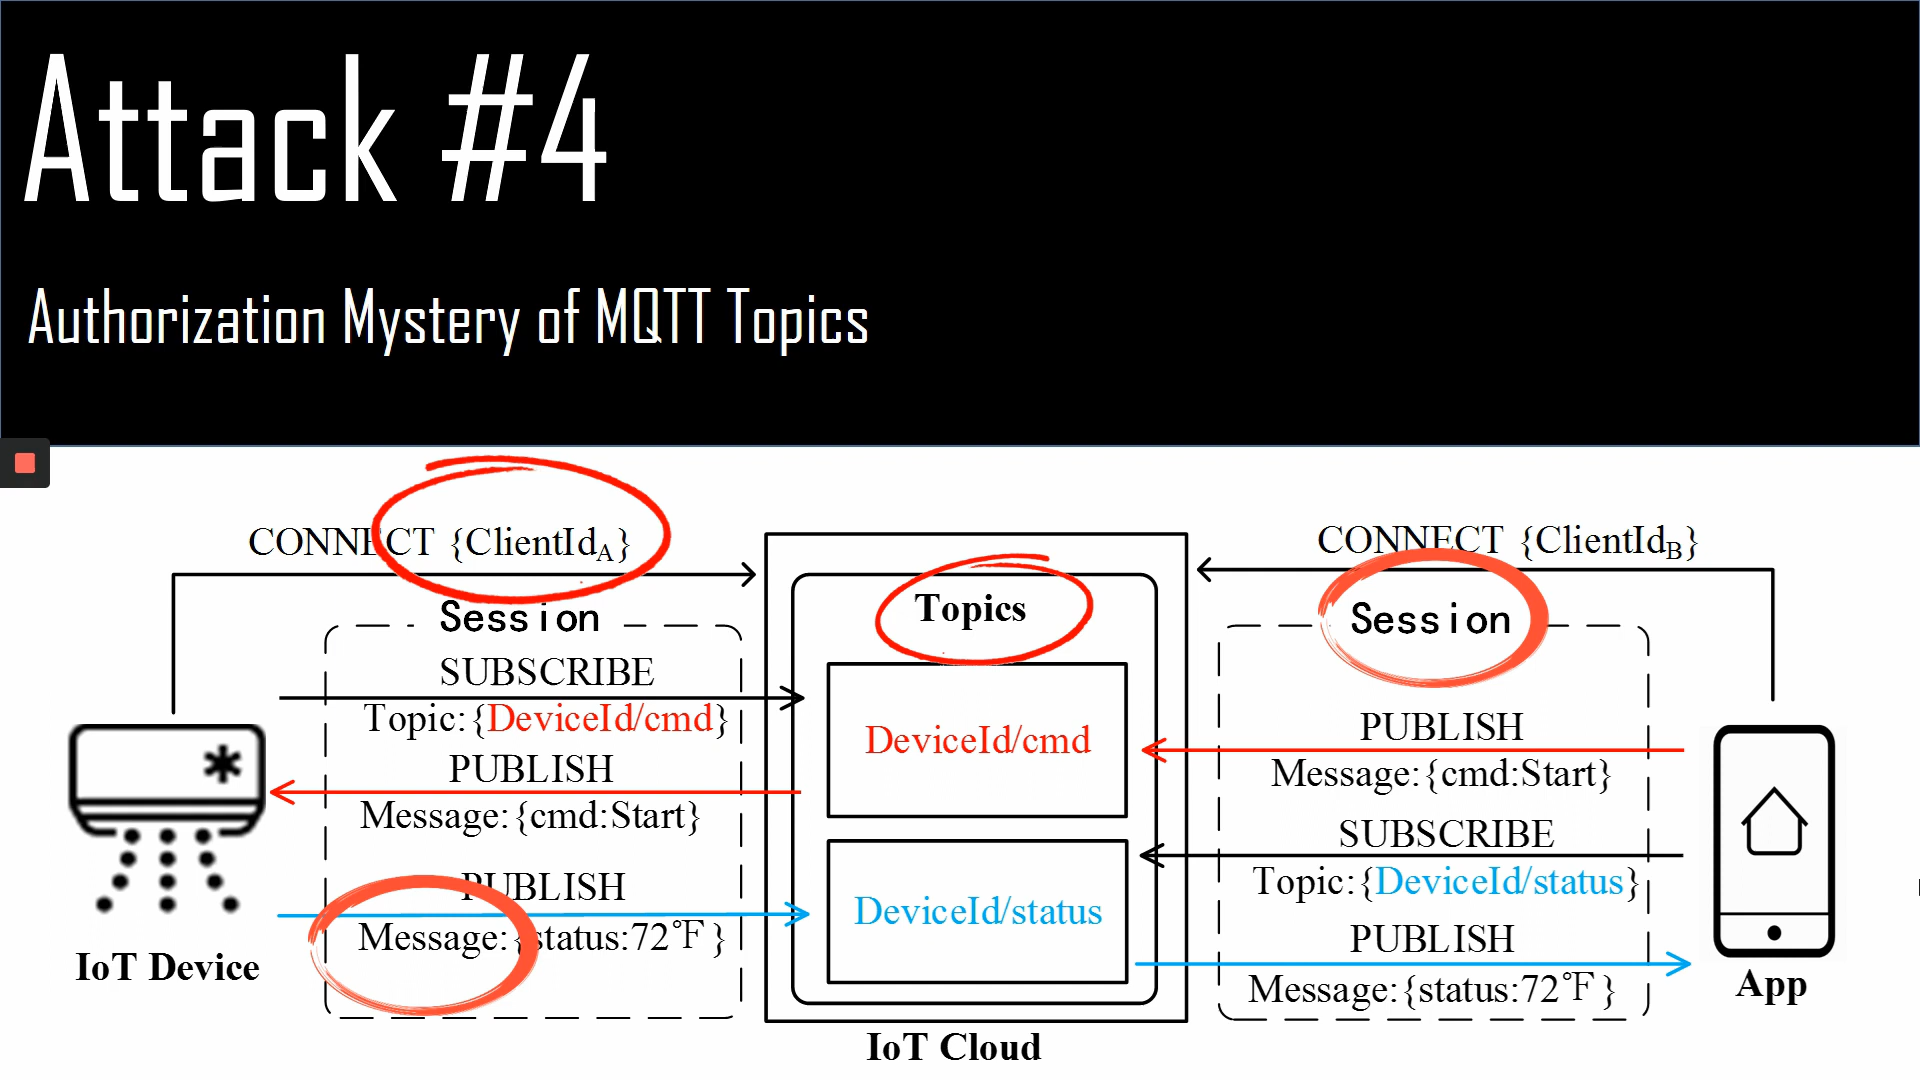 Attack #4
Authorization Mystery of MQTT Topics
CONNECT {ClientIdA}
Session
SUBSCRIBE
Topic:{DeviceId/cmd}
PUBLISH
Message:{cmd:Start}
PUBLISH
Message:{status:72℉}
IoT Device
Topics
DeviceId/cmd
DeviceId/status
IoT Cloud
CONNECT {ClientIdB}
Session
PUBLISH
Message:{cmd:Start}
SUBSCRIBE
Topic:{DeviceId/status}
PUBLISH
Message:{status:72℉}
App